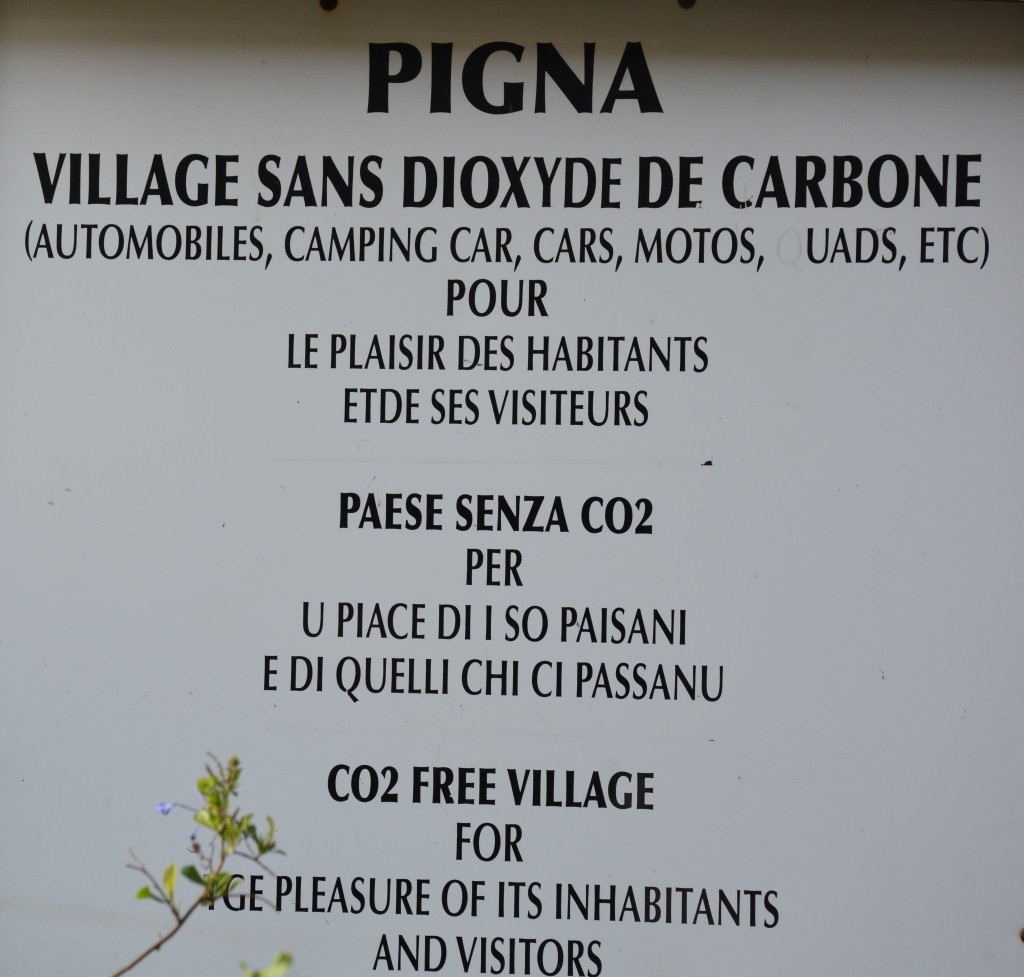 PIGNA
VILLAGE SANS DIOXYDE DE CARBONE
(AUTOMOBILES, CAMPING CAR, CARS, MOTOS, QUADS, ETC)
POUR
LE PLAISIR DES HABITANTS
ETDE SES VISITEURS
PAESE SENZA CO2
PER
U PIACE DI I SO PAISANI
E DI QUELLI CHI CI PASSANU
CO2 FREE VILLAGE
FOR
TGE PLEASURE OF ITS INHABITANTS
AND VISITORS